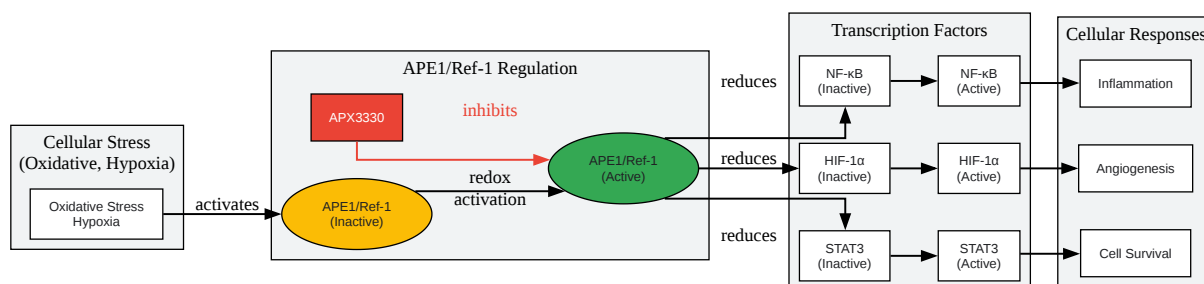 Cellular Stress
(Oxidative, Hypoxia)
Oxidative Stress
Hypoxia
activates
APE1/Ref-1 Regulation
APX3330
inhibits
APE1/Ref-1
(Inactive)
redox
activation
APE1/Ref-1
(Active)
reduces
reduces
reduces
Transcription Factors
NF-κB
(Inactive)
NF-κB
(Active)
HIF-1α
(Inactive)
HIF-1α
(Active)
STAT3
(Inactive)
STAT3
(Active)
Cellular Responses
Inflammation
Angiogenesis
Cell Survival